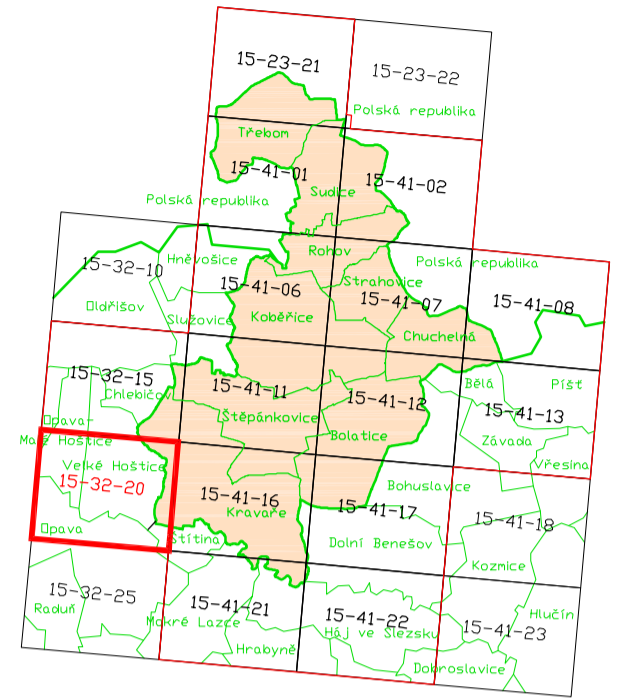 15-23-21
15-23-22
Polská republika
Třebom
15-41-01
15-41-02
Sudice
Polská republika
Rohov
Hněvošice
Polská republika
15-32-10
15-41-06
Strahovice
15-41-07
15-41-08
Oldřišov
Služovice
Kobeřice
Chuchelná
15-32-15
15-41-11
Bělá
Píšť
Chlebičov
15-41-12
15-41-13
Opava-
Štěpánkovice
Malé Hoštice
Bolatice
Závada
Velké Hoštice
Vřesina
15-32-20
Bohuslavice
15-41-16
Kravaře
15-41-17
15-41-18
Opava
Štítina
Dolní Benešov
Kozmice
15-32-25
Raduň
15-41-21
15-41-22
Hlučín
Mokré Lazce
Háj ve Slezsku
15-41-23
Hrabyně
Dobroslavice